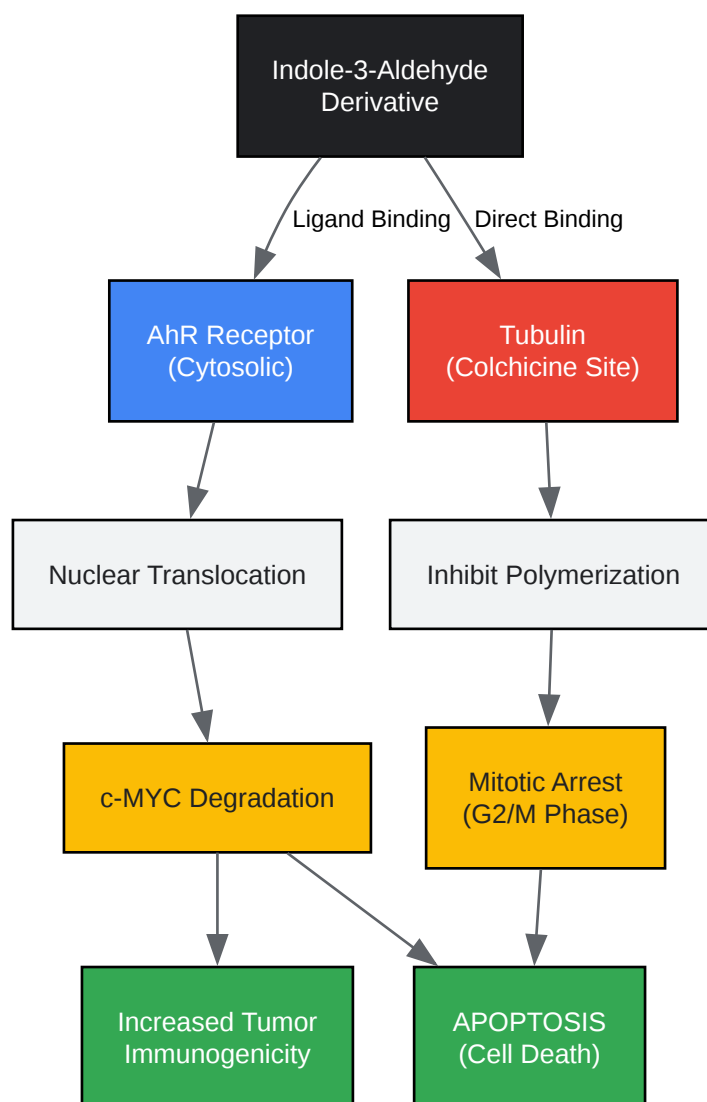 Indole-3-Aldehyde
Derivative
Ligand Binding
Direct Binding
AhR Receptor
(Cytosolic)
Tubulin
(Colchicine Site)
Nuclear Translocation
Inhibit Polymerization
c-MYC Degradation
Mitotic Arrest
(G2/M Phase)
Increased Tumor
Immunogenicity
APOPTOSIS
(Cell Death)